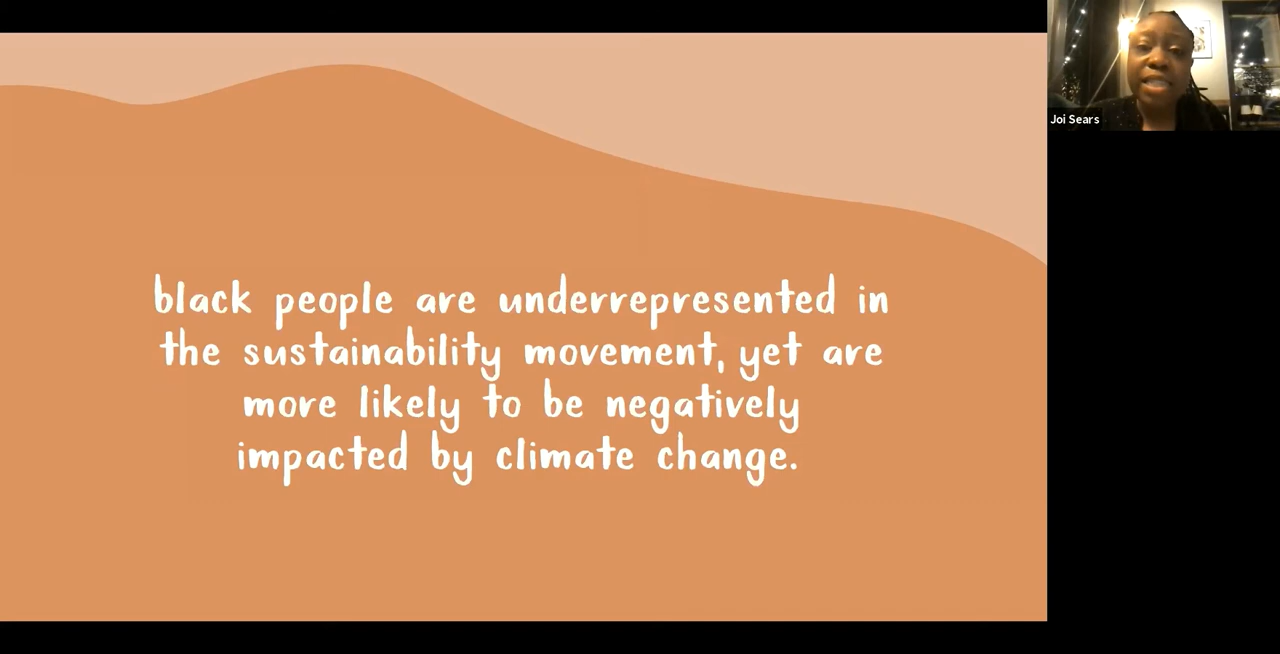 black people are underrepresented in
the sustainability movement, yet are
more likely to be negatively
impacted by climate change.
Joi Sears